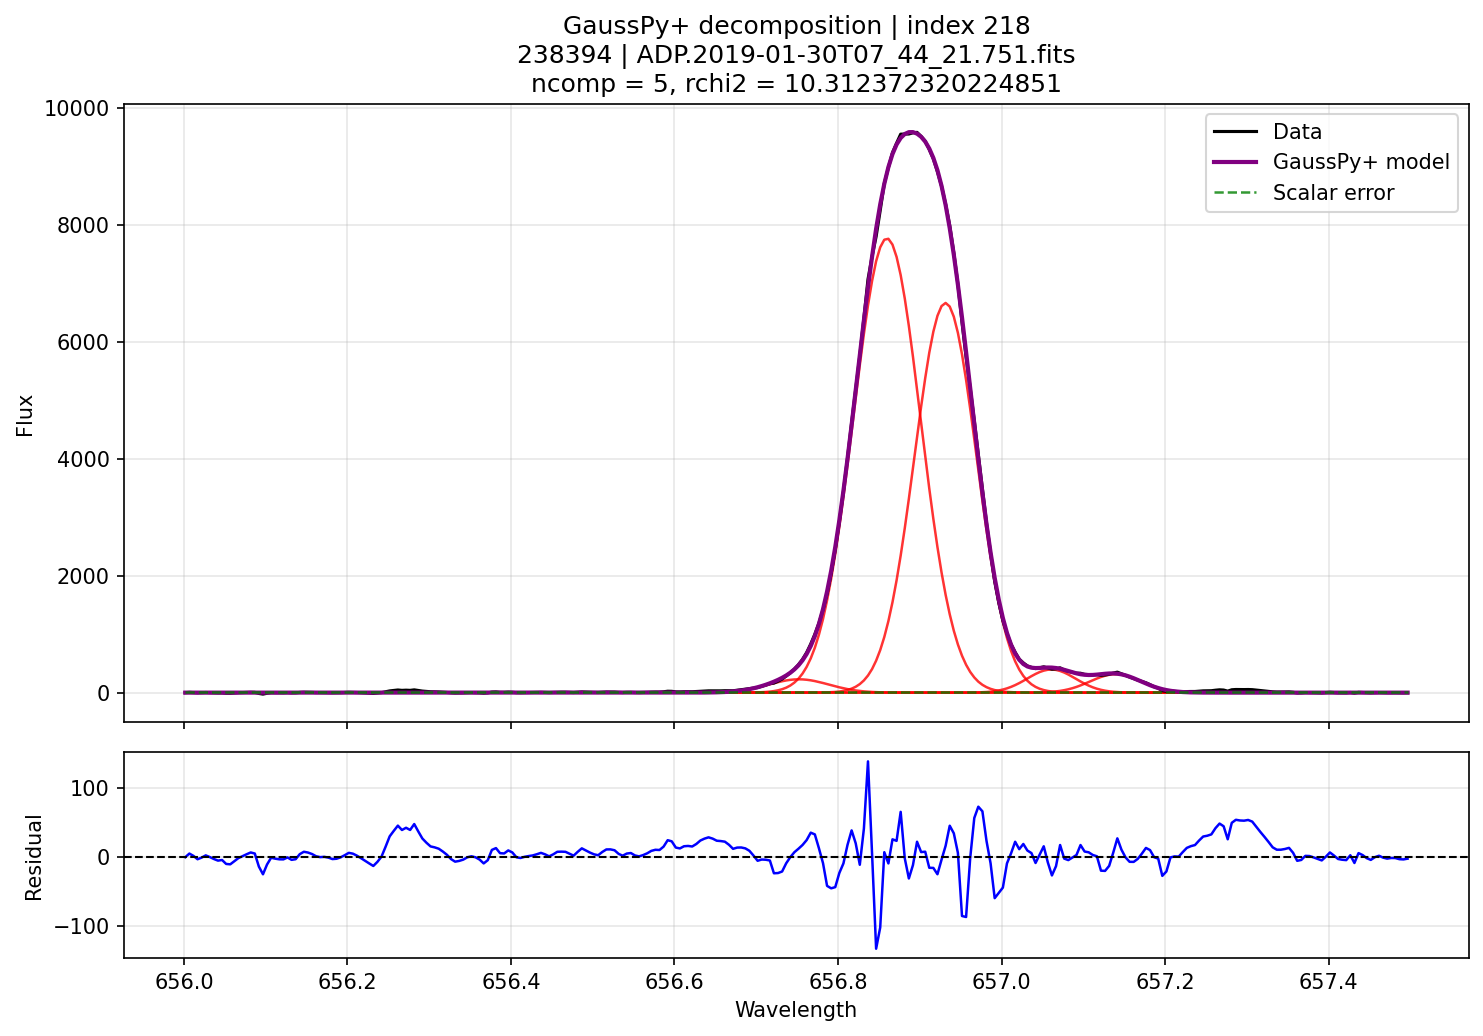 GaussPy+ decomposition | index 218
238394 | ADP.2019-01-30T07_44_21.751.fits
ncomp = 5, rchi2 = 10.312372320224851
10000
8000
6000
4000
2000
0
Flux
Data
GaussPy+ model
Scalar error
100
0
−100
Residual
656.0
656.2
656.4
656.6
656.8
657.0
657.2
657.4
Wavelength